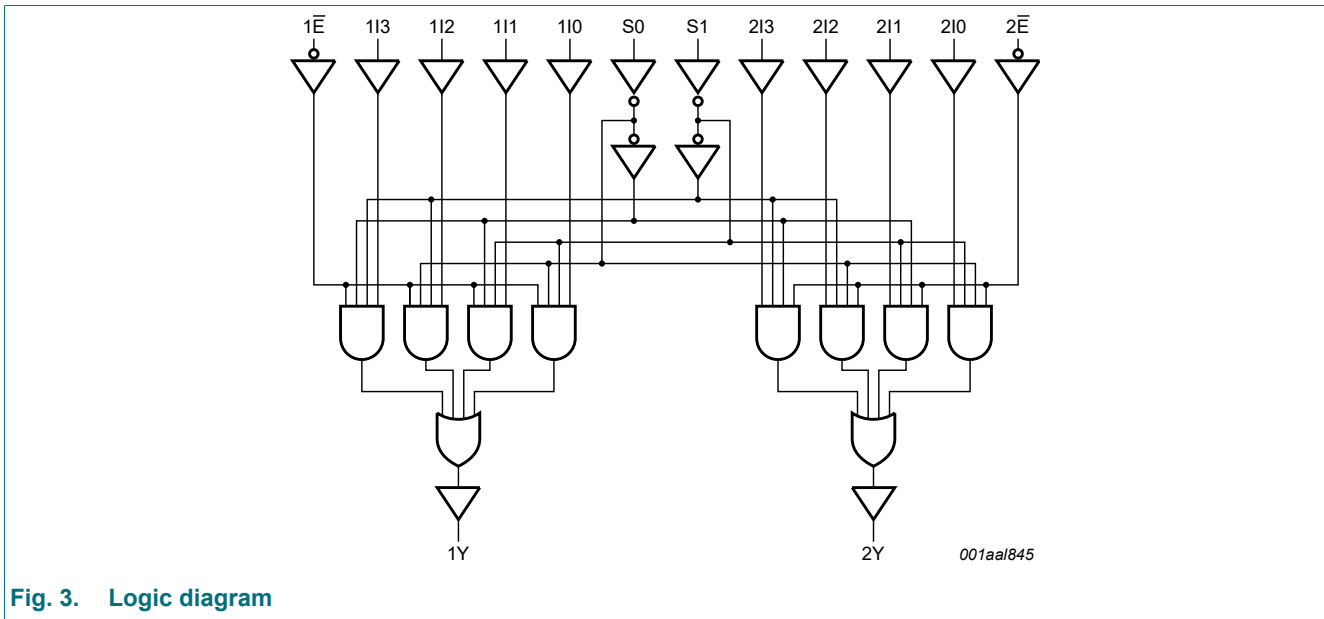 1E̅ 1I3 1I2 1I1 1I0 S0 S1 2I3 2I2 2I1 2I0 2E̅
1Y 2Y 001aal845
Fig. 3. Logic diagram